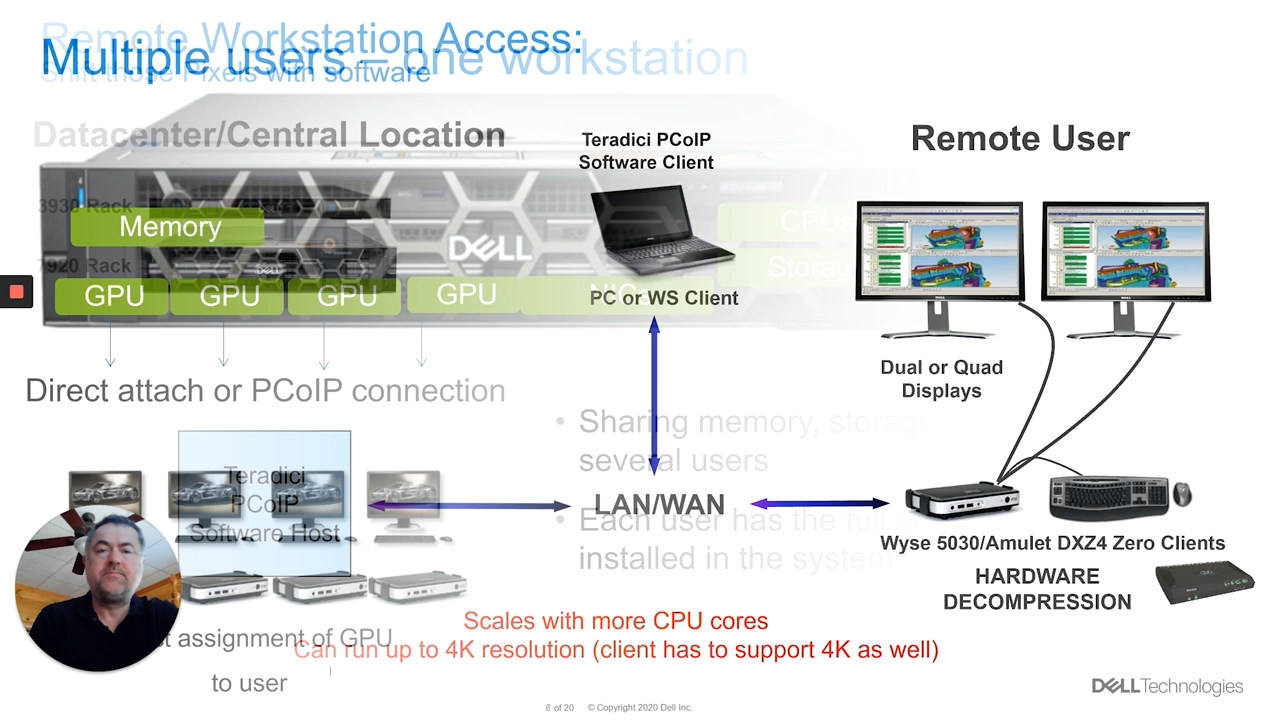 Remote Workstation Access:
Multiple users – one workstation
Shift those Pixels with software
Datacenter/Central Location
Teradici PCoIP
Software Client
Remote User
3930 Rack
Memory
CPUs
DELL
7920 Rack
DELL
Storage
GPU
GPU
GPU
GPU
NICs
PC or WS Client
Direct attach or PCoIP connection
Dual or Quad
Displays
• Sharing memory, storag
several users
Teradici
PCoIP
Software Host
LAN/WAN
• Each user has the full
installed in the system
Wyse 5030/Amulet DXZ4 Zero Clients
HARDWARE
DECOMPRESSION
Scales with more CPU cores
assignment of GPU
Can run up to 4K resolution (client has to support 4K as well)
to user
DELLTechnologies
of 20 © Copyright 2020 Dell Inc.